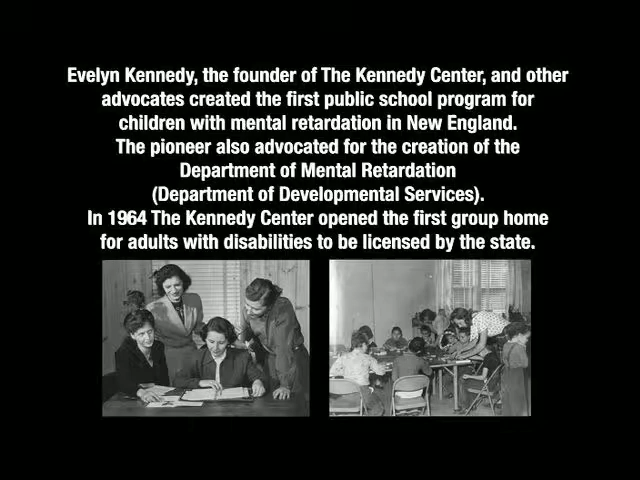 Evelyn Kennedy, the founder of The Kennedy Center, and other
advocates created the first public school program for
children with mental retardation in New England.
The pioneer also advocated for the creation of the
Department of Mental Retardation
(Department of Developmental Services).
In 1964 The Kennedy Center opened the first group home
for adults with disabilities to be licensed by the state.